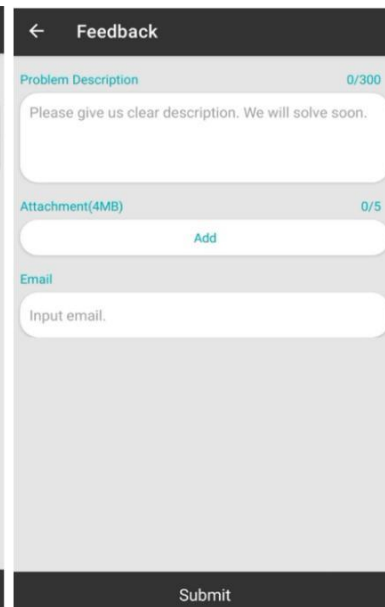 Feedback
Problem Description 0/300
Please give us clear description. We will solve soon.
Attachment(4MB) 0/5
Add
Email
Input email.
Submit